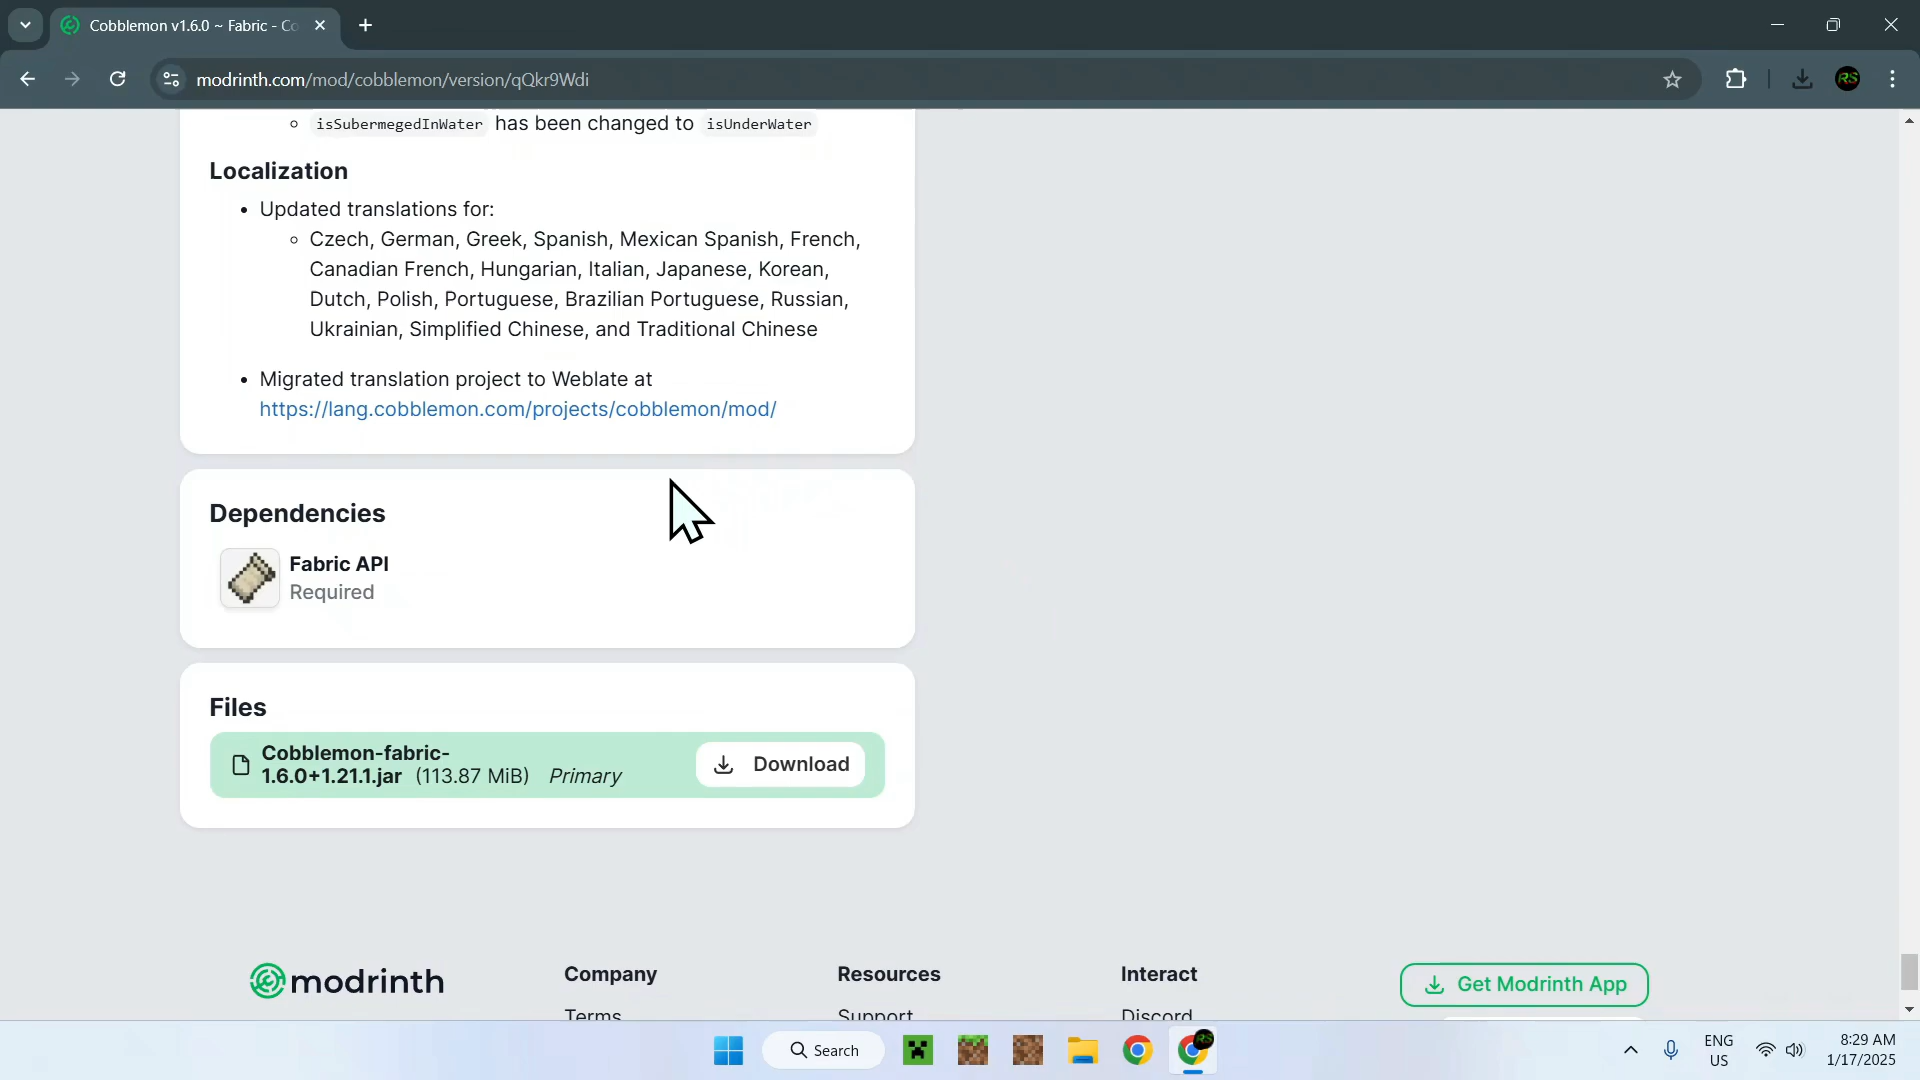 Cobblemon v1.6.0 ~ Fabric - Co
modrinth.com/mod/cobblemon/version/qQkr9Wdi
RS
isSubermegedInWater has been changed to isUnderWater
Localization
Updated translations for:
Czech, German, Greek, Spanish, Mexican Spanish, French,
Canadian French, Hungarian, Italian, Japanese, Korean,
Dutch, Polish, Portuguese, Brazilian Portuguese, Russian,
Ukrainian, Simplified Chinese, and Traditional Chinese
Migrated translation project to Weblate at
https://lang.cobblemon.com/projects/cobblemon/mod/
Dependencies
Fabric API
Required
Files
Cobblemon-fabric-
1.6.0+1.21.1.jar (113.87 MiB) Primary
Download
modrinth
Company
Resources
Interact
Get Modrinth App
Terms
Support
Discord
Search
RS
ENG
US
8:29 AM
1/17/2025